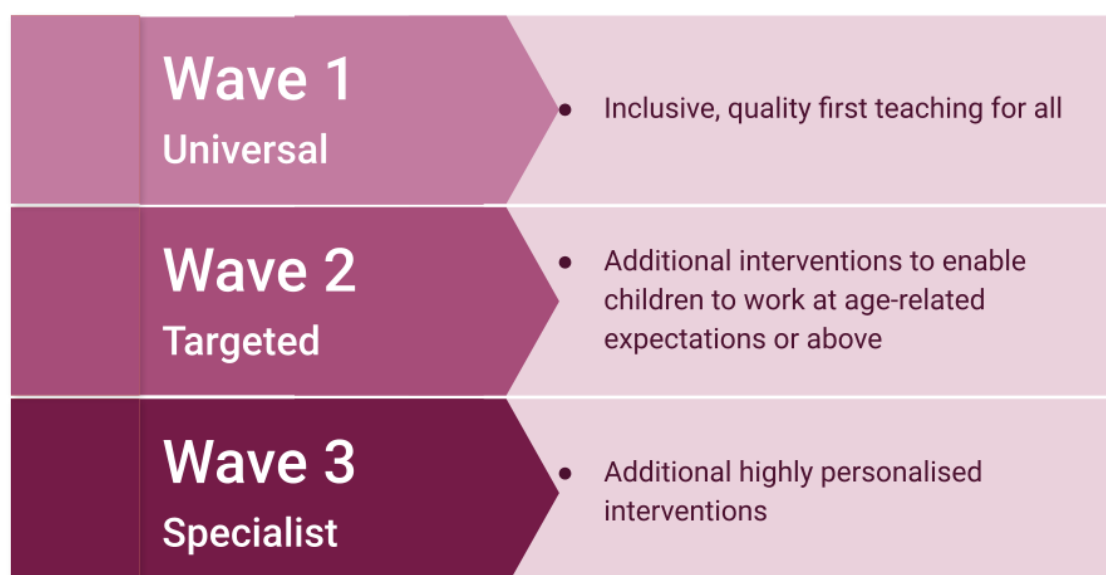 Wave 1
Universal
• Inclusive, quality first teaching for all
Wave 2
Targeted
• Additional interventions to enable
children to work at age-related
expectations or above
Wave 3
Specialist
• Additional highly personalised
interventions